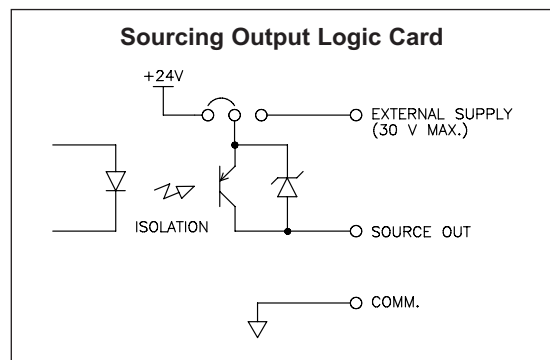 Sourcing Output Logic Card
+24V
EXTERNAL SUPPLY
(30 V MAX.)
ISOLATION
SOURCE OUT
COMM.